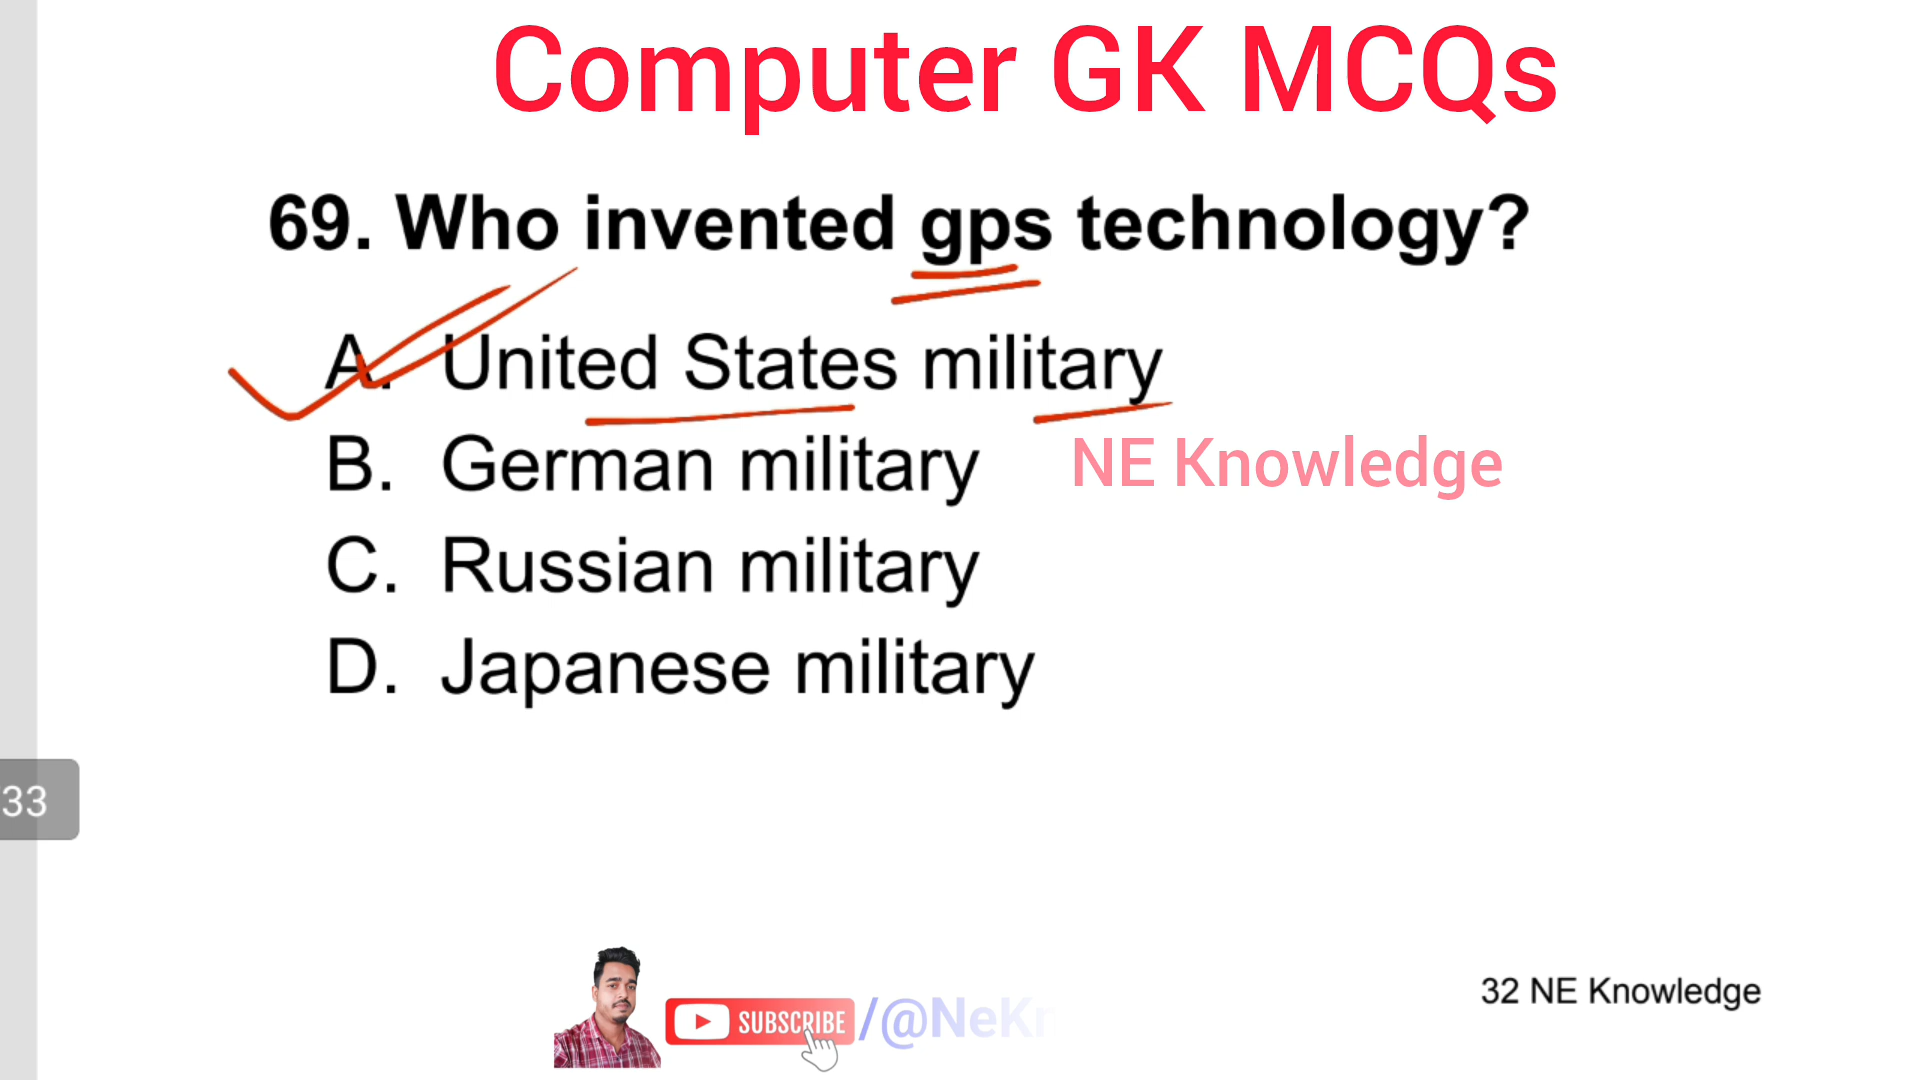 Computer GK MCQs
69. Who invented gps technology?
A. United States military
B. German military
NE Knowledge
C. Russian military
D. Japanese military
33
SUBSCRIBE /@NeK
32 NE Knowledge